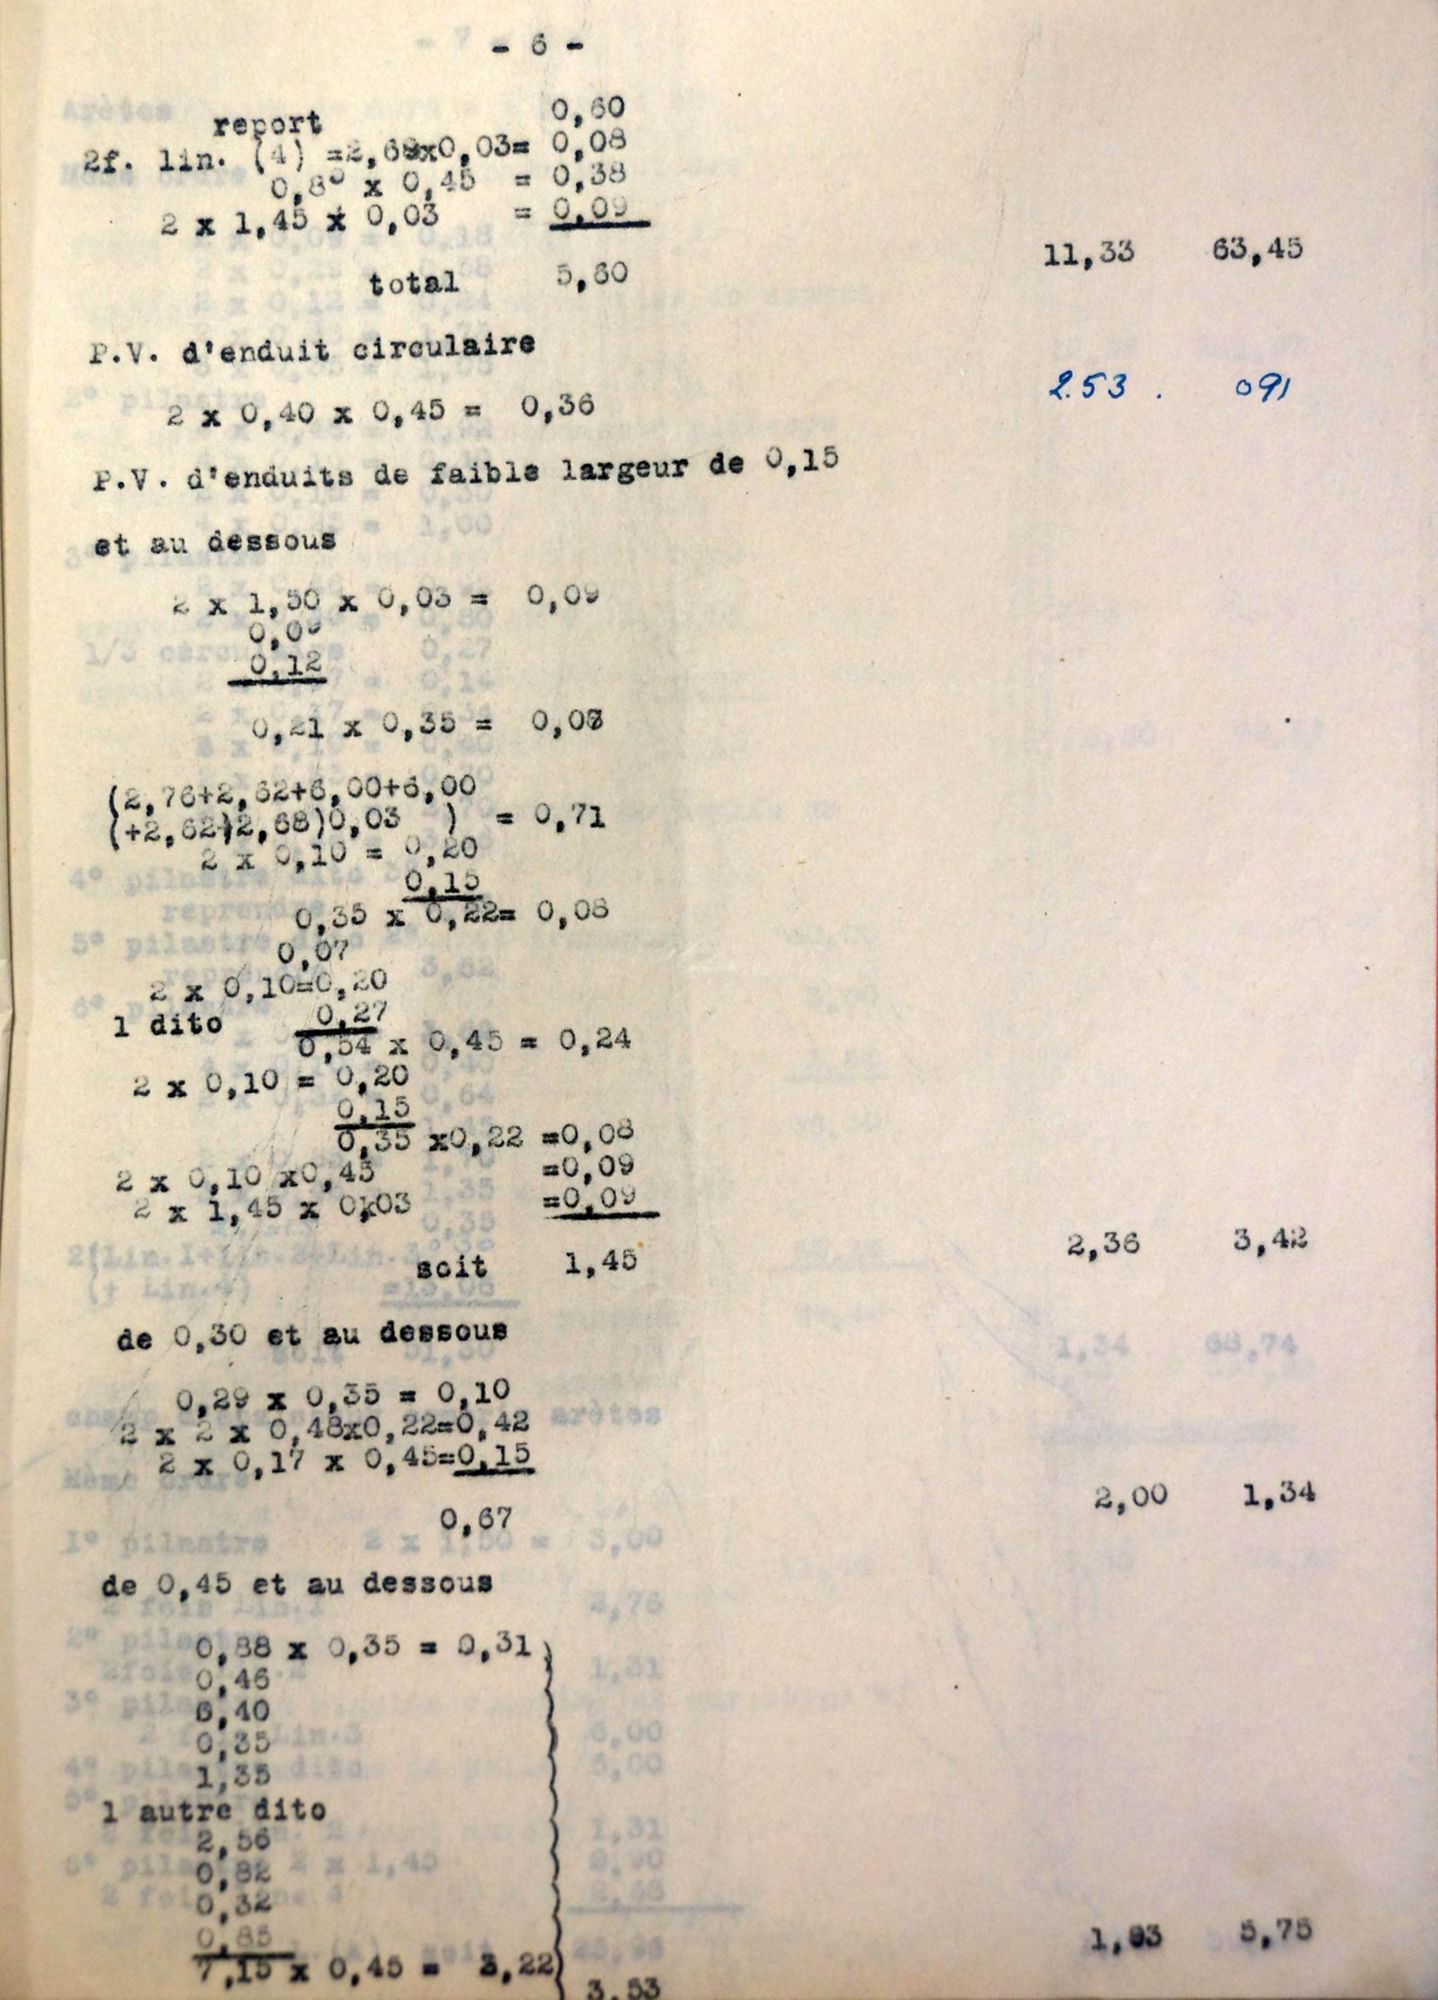 - 6 -
report 0,60
2f. lin. (4) =2,68x0,03= 0,08
0,8⁵ x 0,45 = 0,38
2 x 1,45 x 0,03 = 0,09
11,33 63,45
total 5,60
P.V. d'enduit circulaire
2.53 . 091
2 x 0,40 x 0,45 = 0,36
P.V. d'enduits de faible largeur de 0,15
et au dessous
2 x 1,50 x 0,03 = 0,09
0,09
0,12
0,21 x 0,35 = 0,08
(2,76+2,62+6,00+6,00
(+2,62+2,68)0,03 ) = 0,71
2 x 0,10 = 0,20
0,15
0,35 x 0,22= 0,08
0,07
2 x 0,10=0,20
1 dito 0,27
0,54 x 0,45 = 0,24
2 x 0,10 = 0,20
0,15
0,35 x0,22 =0,08
2 x 0,10 x0,45 =0,09
2 x 1,45 x 0,03 =0,09
2,36 3,42
soit 1,45
de 0,30 et au dessous
0,29 x 0,35 = 0,10
2 x 2 x 0,48x0,22=0,42
2 x 0,17 x 0,45=0,15
2,00 1,34
0,67
de 0,45 et au dessous
0,88 x 0,35 = 0,31
0,46
0,40
0,35
1,35
1 autre dito
2,56
0,82
0,32
0,85
1,63 5,75
7,15 x 0,45 = 3,22
3,53